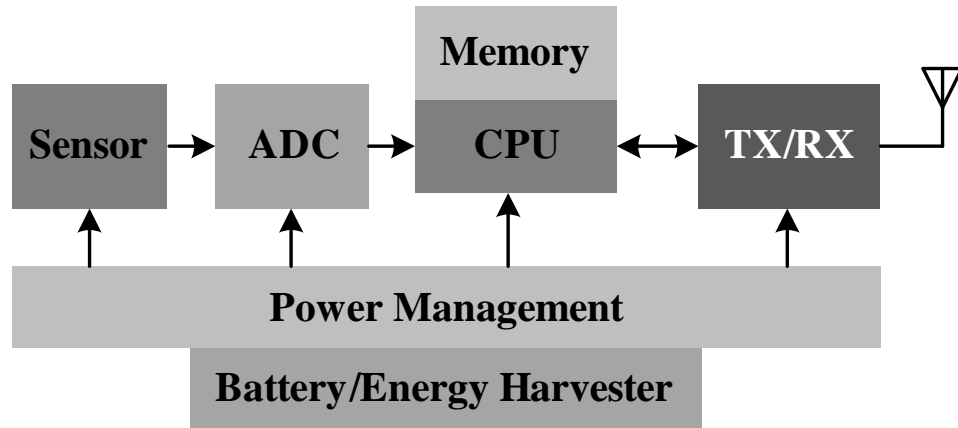 Memory
Sensor
ADC
CPU
TX/RX
Power Management
Battery/Energy Harvester